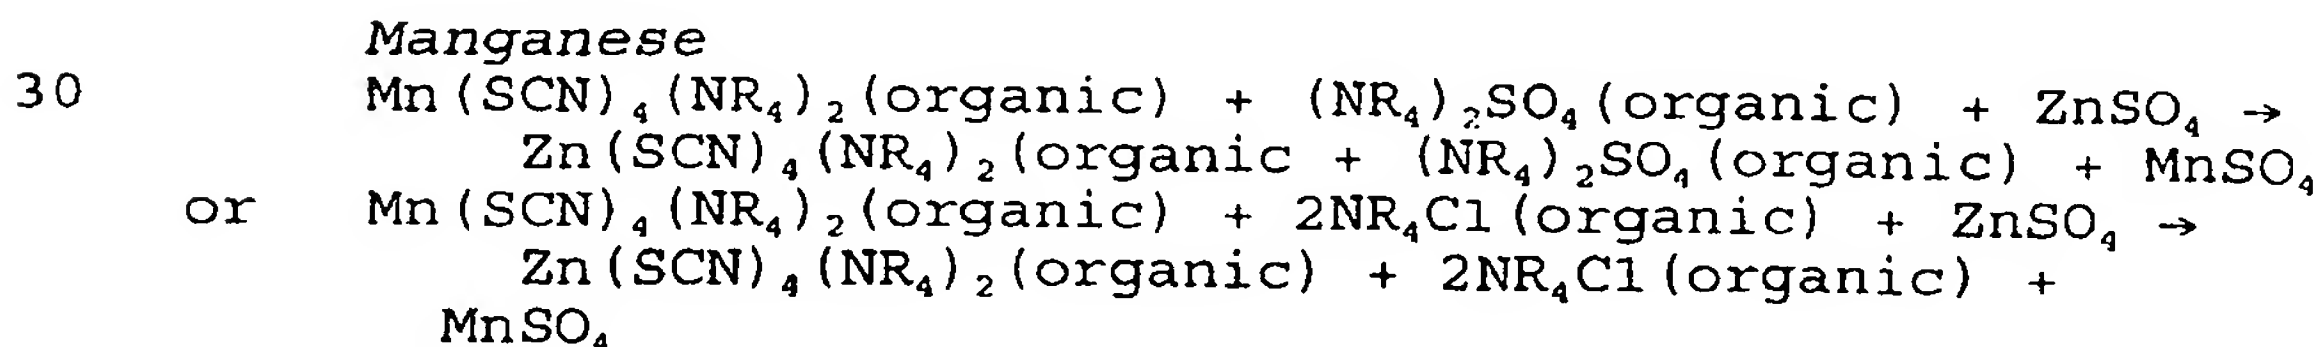 Manganese
30 Mn(SCN)₄(NR₄)₂(organic) + (NR₄)₂SO₄(organic) + ZnSO₄ →
Zn(SCN)₄(NR₄)₂(organic + (NR₄)₂SO₄(organic) + MnSO₄
or Mn(SCN)₄(NR₄)₂(organic) + 2NR₄Cl(organic) + ZnSO₄ →
Zn(SCN)₄(NR₄)₂(organic) + 2NR₄Cl(organic) +
MnSO₄